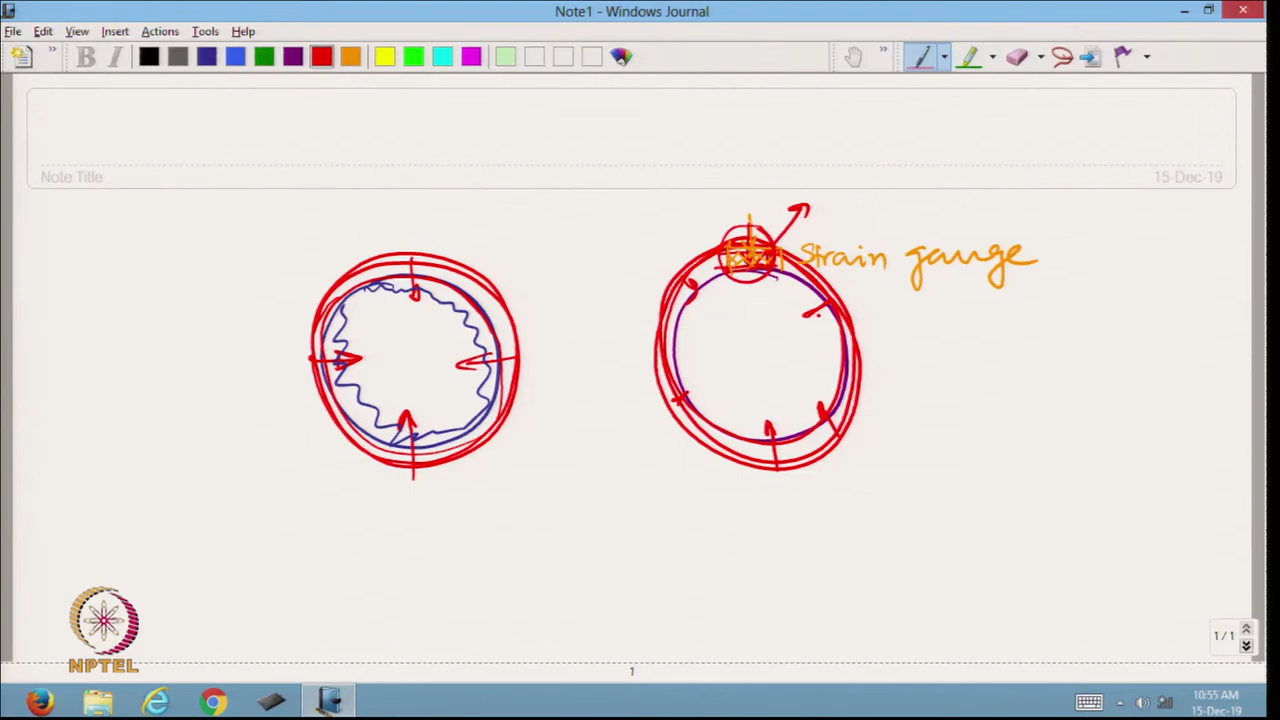 Note1 - Windows Journal
File Edit View Insert Actions Tools Help
B I
Note Title
15-Dec-19
Strain gauge
1 / 1
1
NPTEL
10:55 AM
15-Dec-19